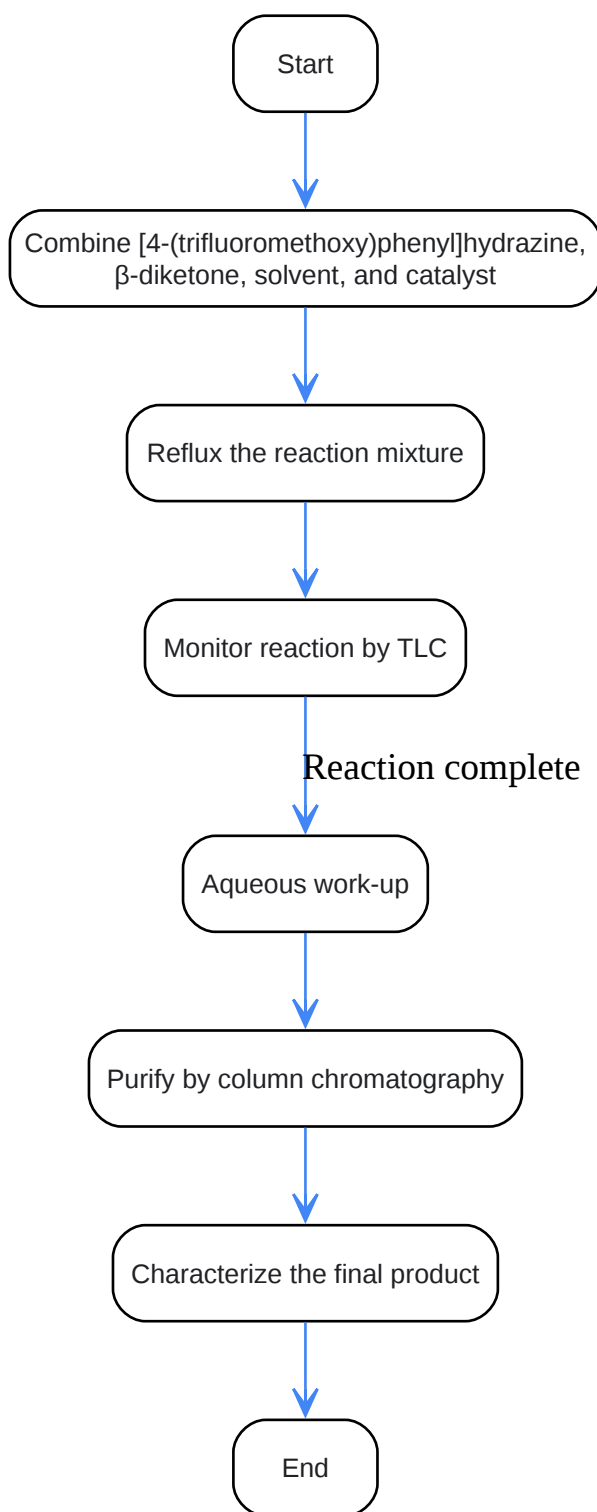 Start
Combine [4-(trifluoromethoxy)phenyl]hydrazine,
β-diketone, solvent, and catalyst
Reflux the reaction mixture
Monitor reaction by TLC
Reaction complete
Aqueous work-up
Purify by column chromatography
Characterize the final product
End